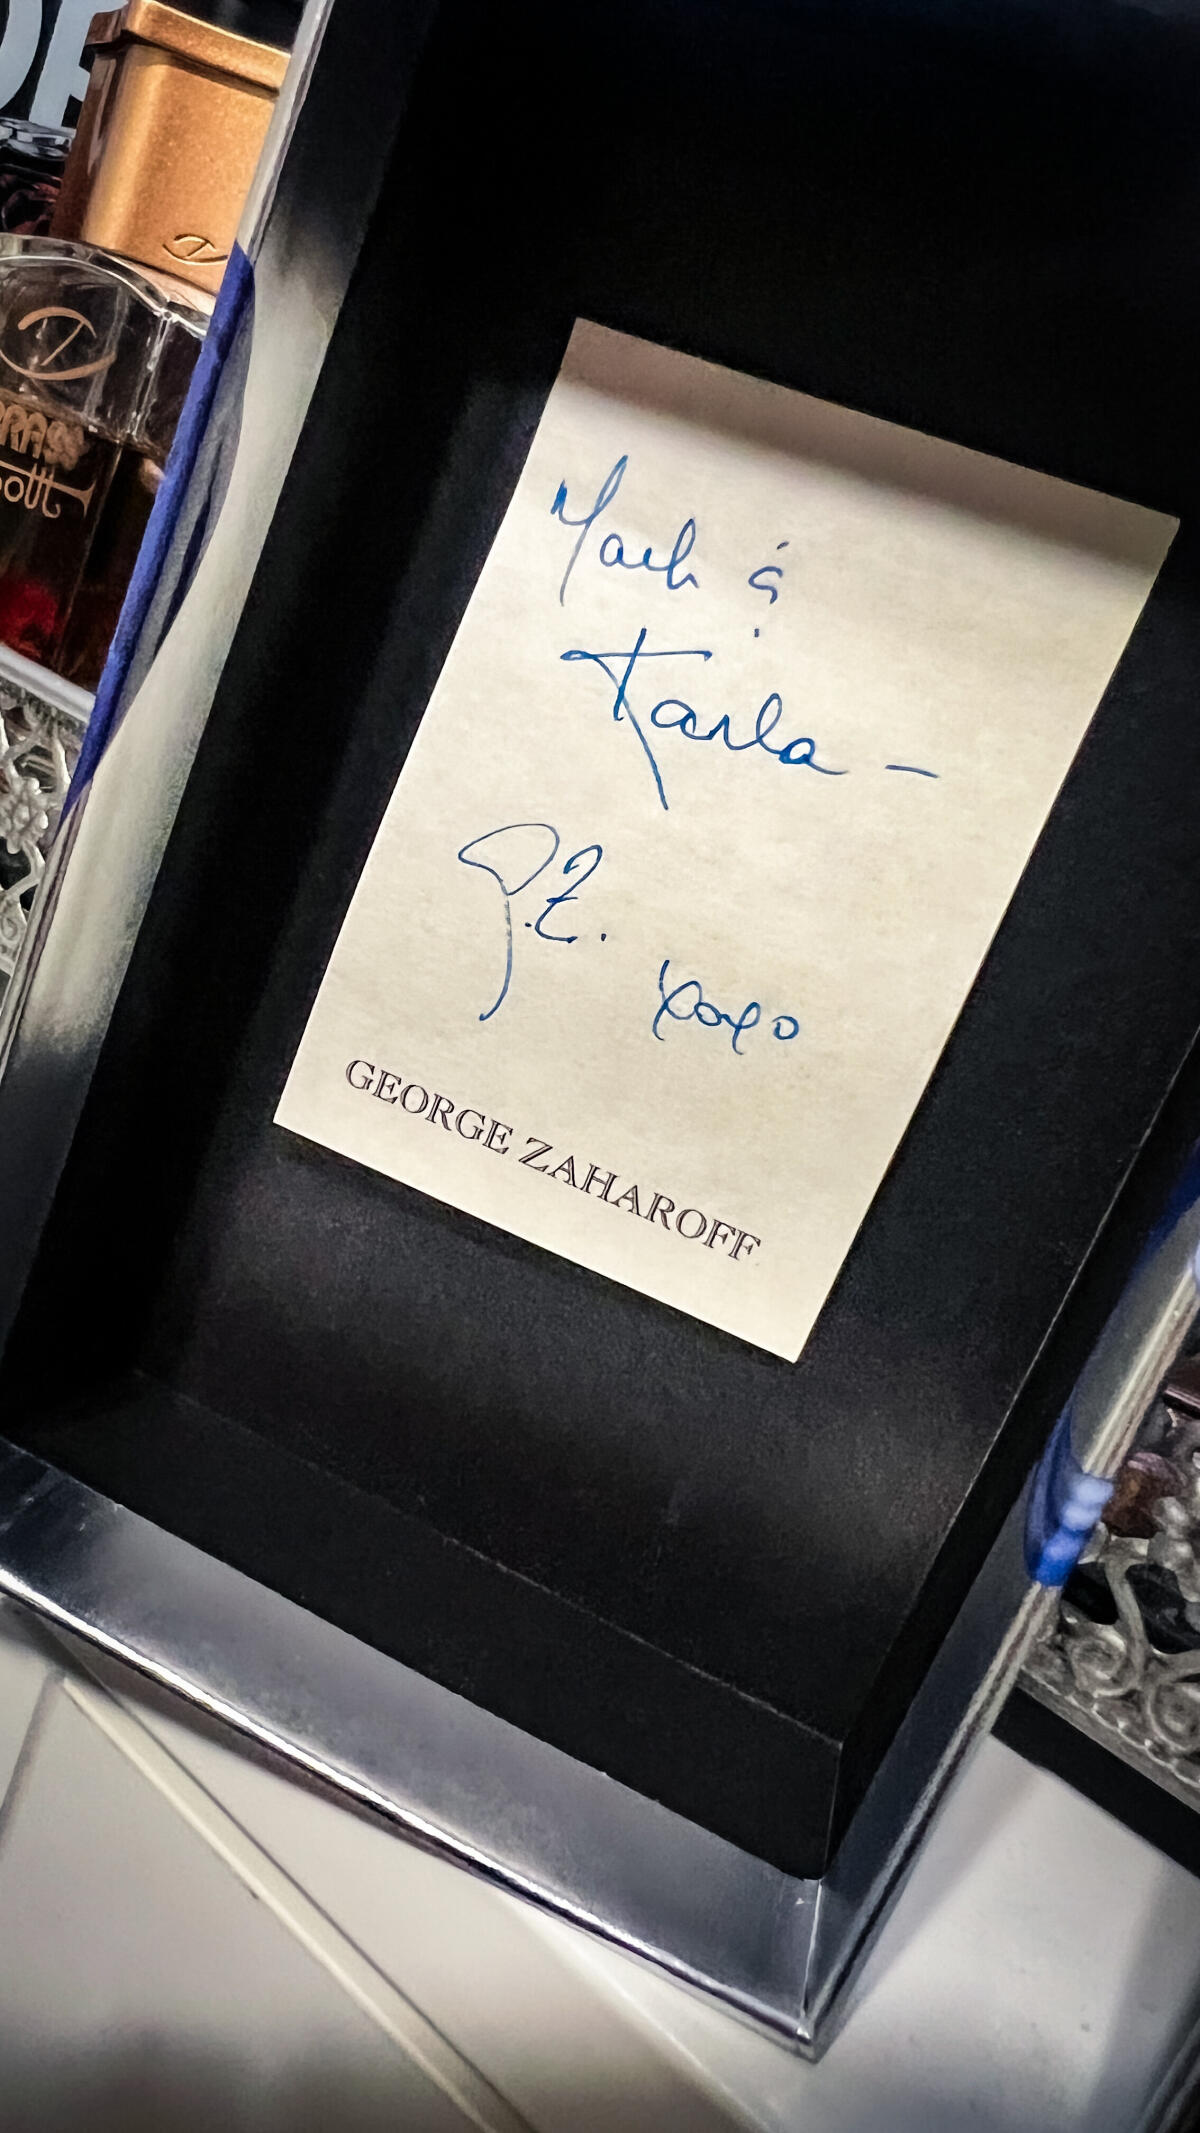 Mark &
Karla –
G.Z.
xoxo
GEORGE ZAHAROFF